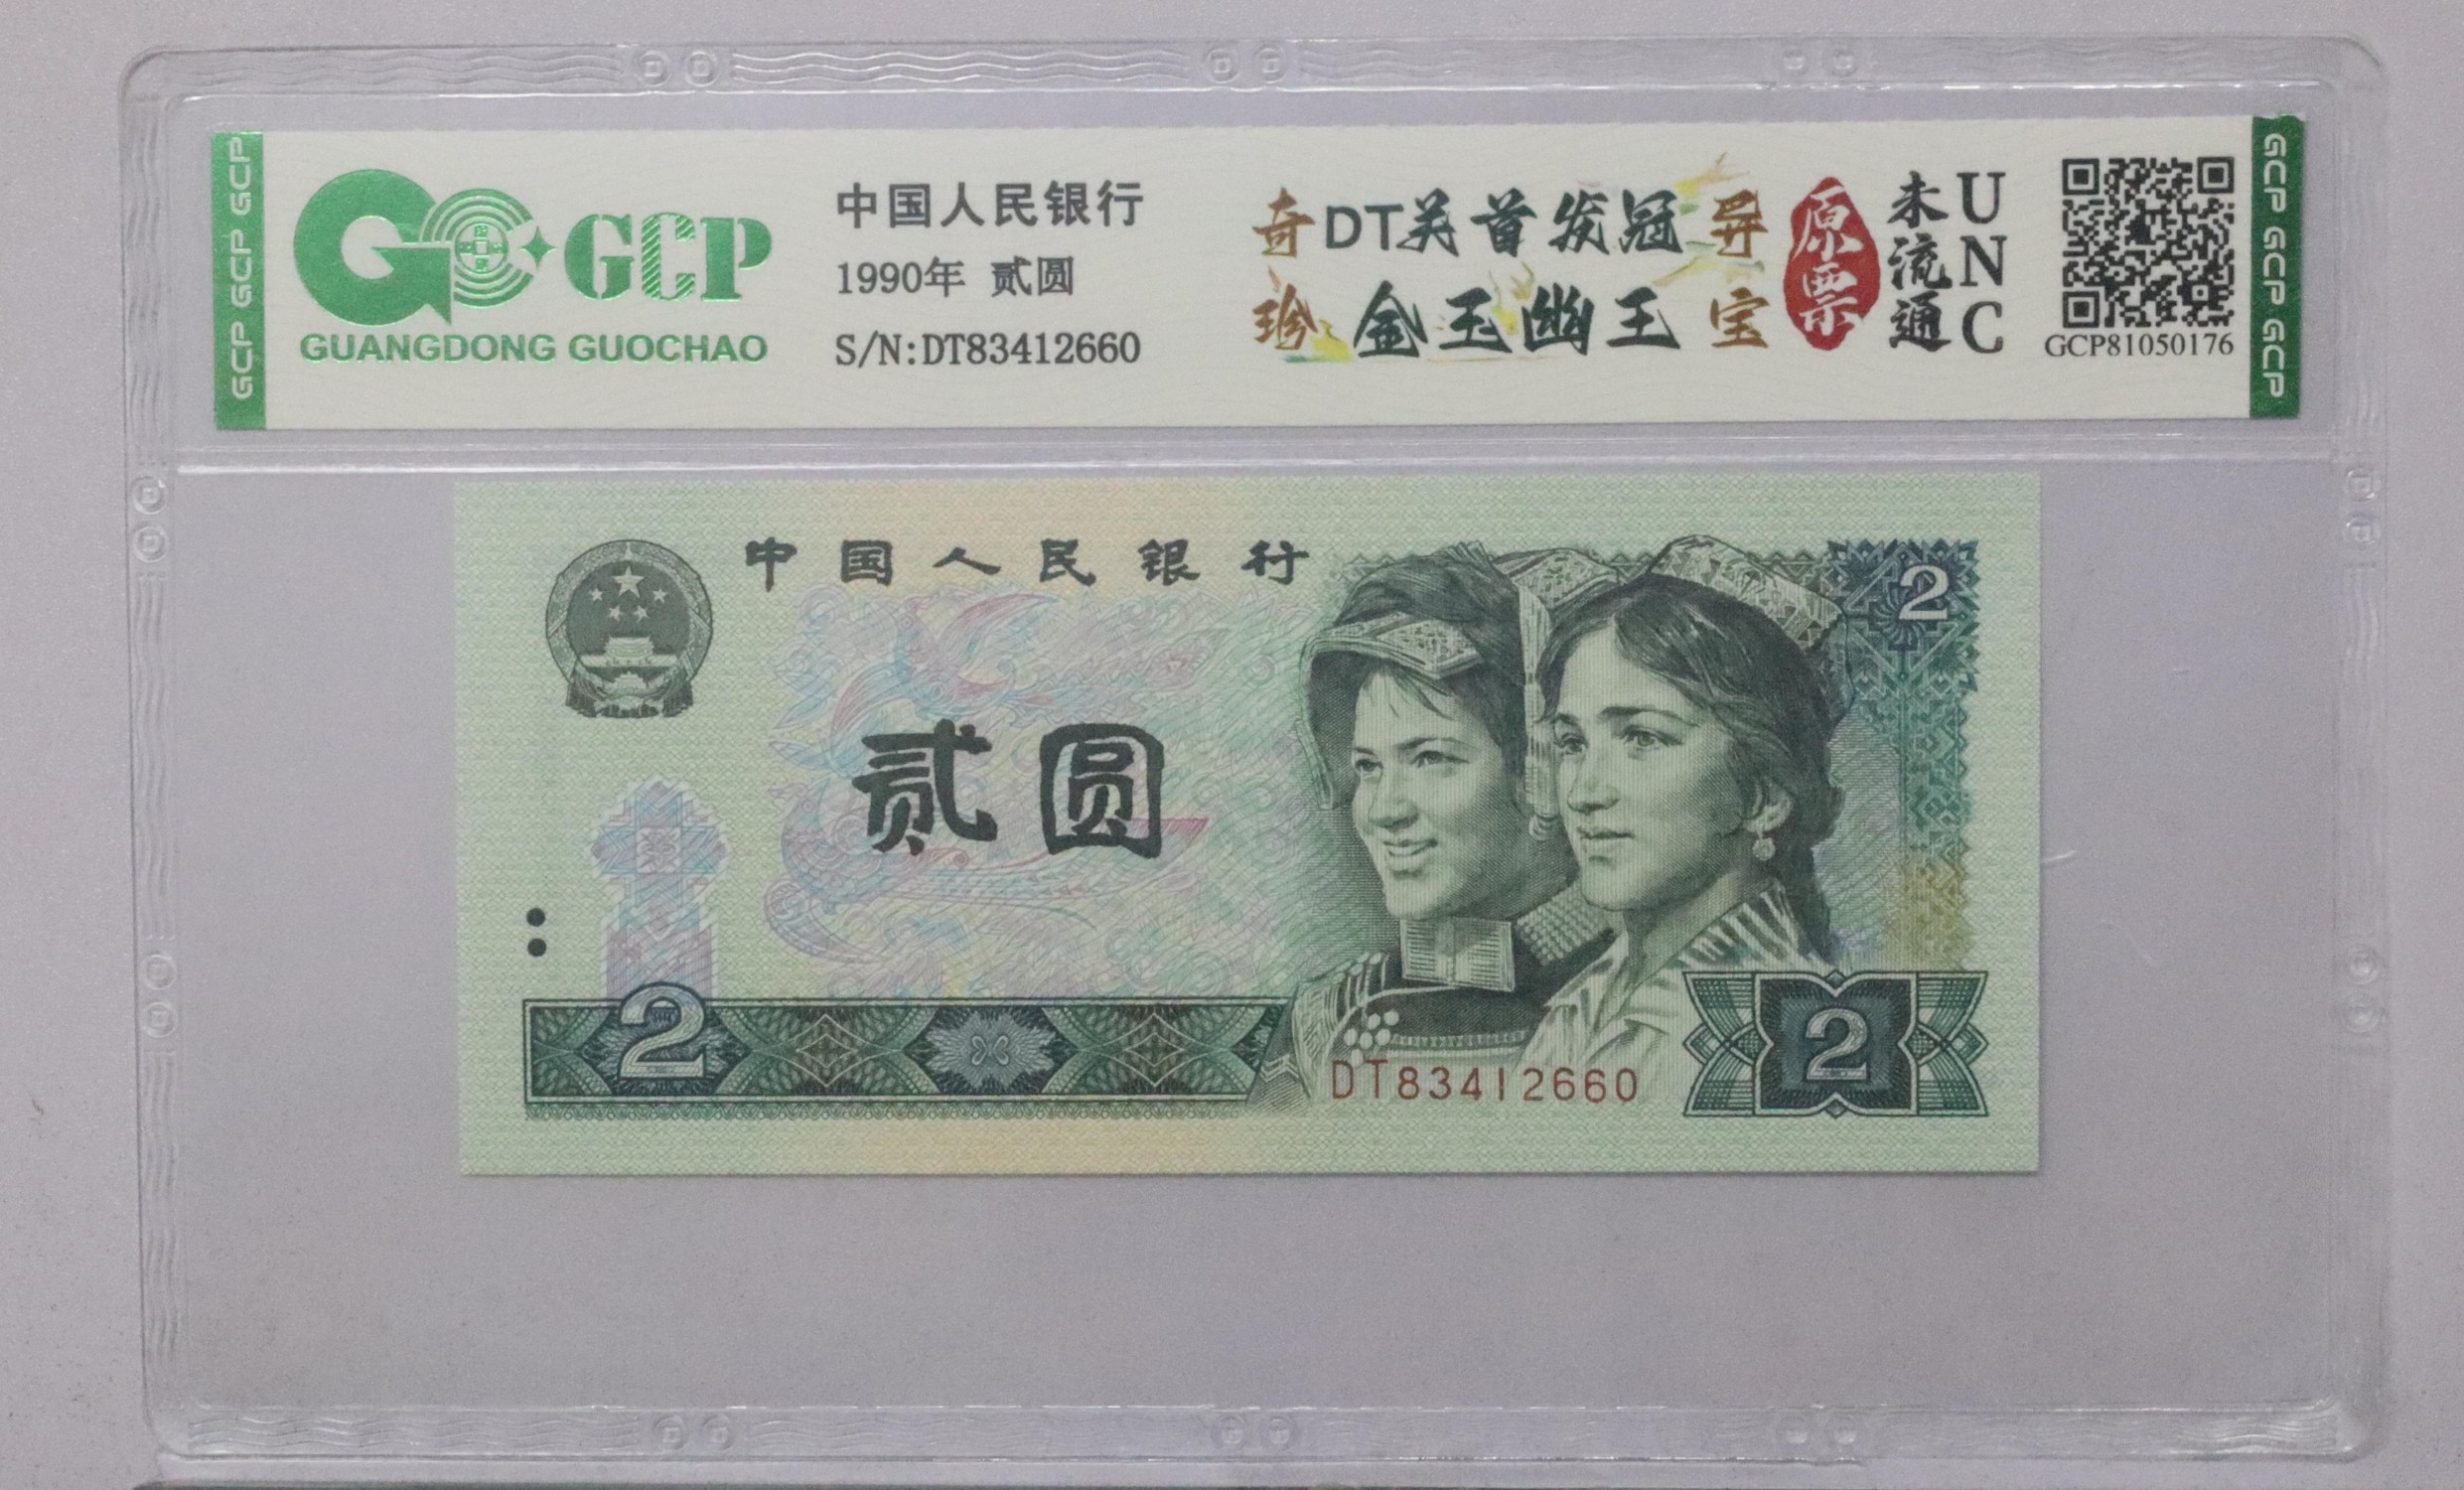 GCP GCP GCP
GCP
GUANGDONG GUOCHAO
中国人民银行
1990年 贰圆
S/N:DT83412660
奇DT美首发冠异
珍金玉幽王宝
原票
未流通
UNC
GCP81050176
GCP GCP GCP
中国人民银行
2
贰圆
2
DT83412660
2